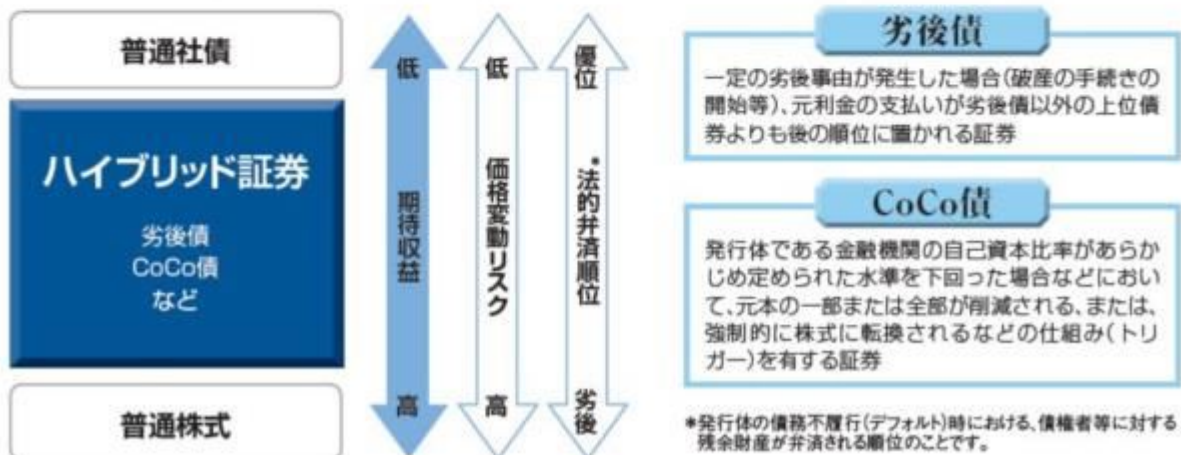 普通社債
ハイブリッド証券
劣後債
CoCo債
など
普通株式
低
期待収益
高
低
価格変動リスク
高
優位
*法的弁済順位
劣後
劣後債
一定の劣後事由が発生した場合(破産の手続きの
開始等)、元利金の支払いが劣後債以外の上位債
券よりも後の順位に置かれる証券
CoCo債
発行体である金融機関の自己資本比率があらか
じめ定められた水準を下回った場合などにおい
て、元本の一部または全部が削減される、または、
強制的に株式に転換されるなどの仕組み(トリ
ガー)を有する証券
*発行体の債務不履行(デフォルト)時における、債権者等に対する
残余財産が弁済される順位のことです。